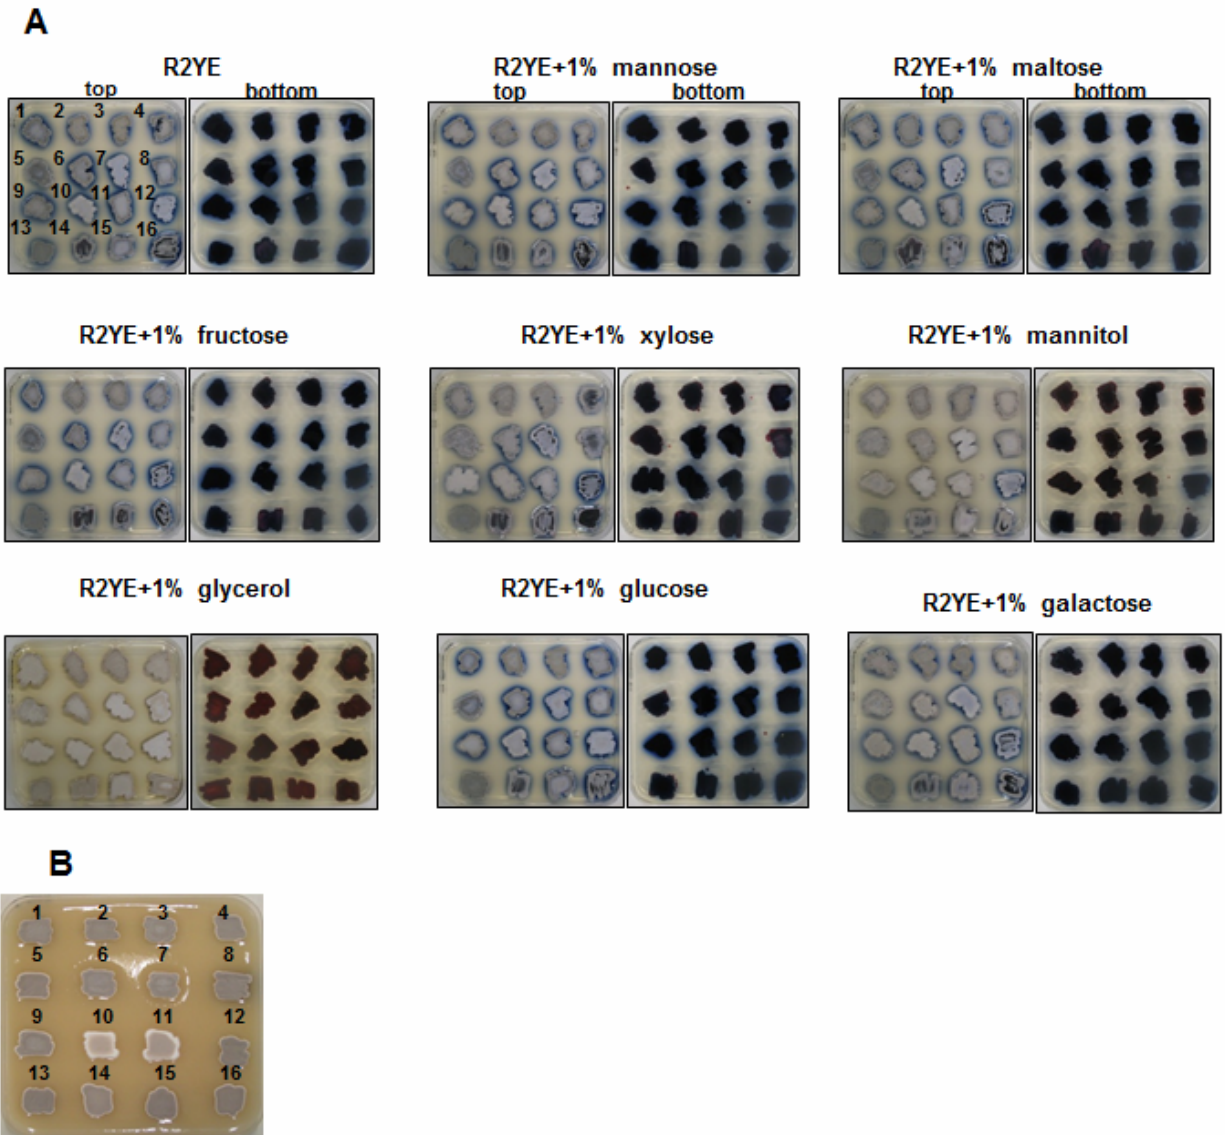 A
R2YE
top bottom
1 2 3 4
5 6 7 8
9 10 11 12
13 14 15 16
R2YE+1% mannose
top bottom
R2YE+1% maltose
top bottom
R2YE+1% fructose
R2YE+1% xylose
R2YE+1% mannitol
R2YE+1% glycerol
R2YE+1% glucose
R2YE+1% galactose
B
1 2 3 4
5 6 7 8
9 10 11 12
13 14 15 16